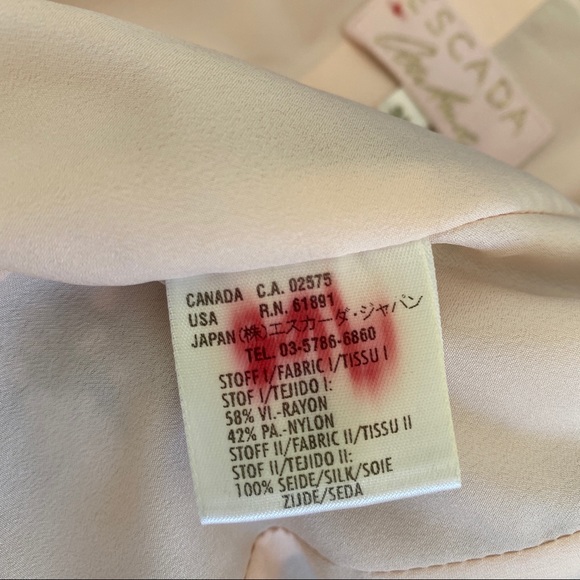 ESCADA
CANADA C.A. 02575
USA R.N. 61891
JAPAN(株)エスカーダ・ジャパン
TEL. 03-5786-6860
STOFF I/FABRIC I/TISSU I
STOF I/TEJIDO I:
58% VI.-RAYON
42% PA.-NYLON
STOFF II/FABRIC II/TISSU II
STOF II/TEJIDO II:
100% SEIDE/SILK/SOIE
ZIJDE/SEDA